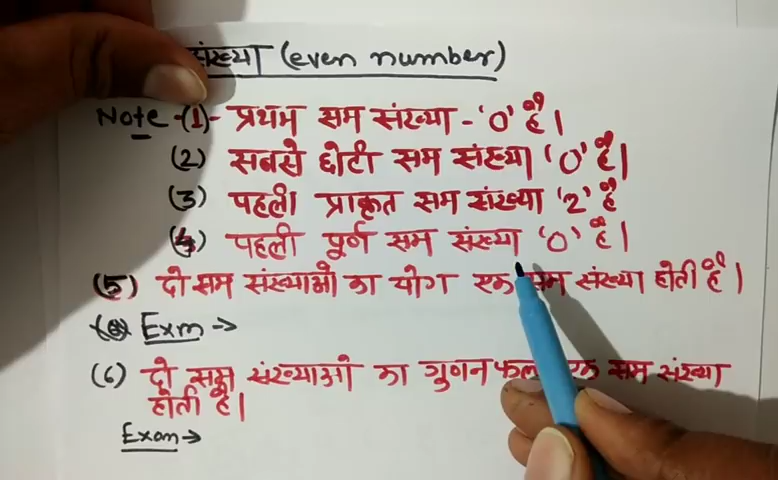 संख्या (even number)
Note -(1)- प्रथम सम संख्या - '0' है।
(2) सबसे छोटी सम संख्या '0' है।
(3) पहली प्राकृत सम संख्या '2' है
(4) पहली पुर्ण सम संख्या '0' है।
(5) दो सम संख्याओं का योग एक सम संख्या होती है।
Exm →
(6) दो सम संख्याओ का गुणनफल एक सम संख्या
होती है।
Exam →